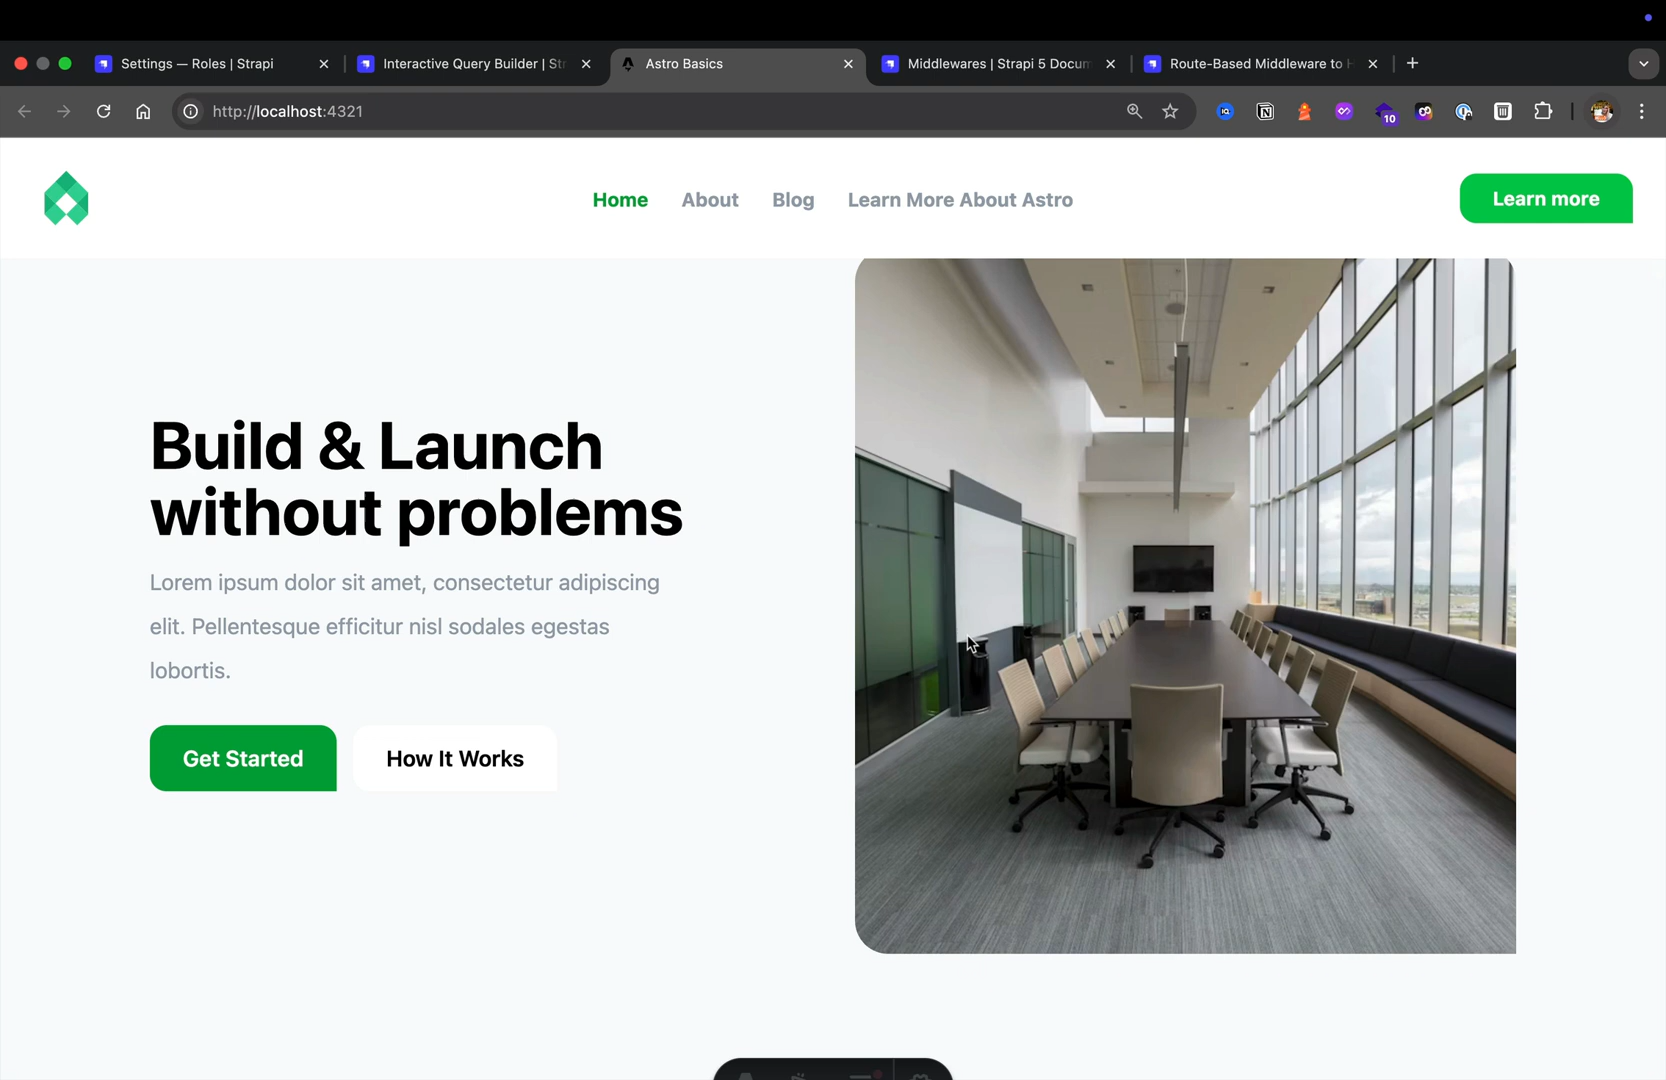 Settings — Roles | Strapi
Interactive Query Builder | Str
Astro Basics
Middlewares | Strapi 5 Docum
Route-Based Middleware to H
http://localhost:4321
10
Home
About
Blog
Learn More About Astro
Learn more
Build & Launch
without problems
Lorem ipsum dolor sit amet, consectetur adipiscing
elit. Pellentesque efficitur nisl sodales egestas
lobortis.
Get Started
How It Works